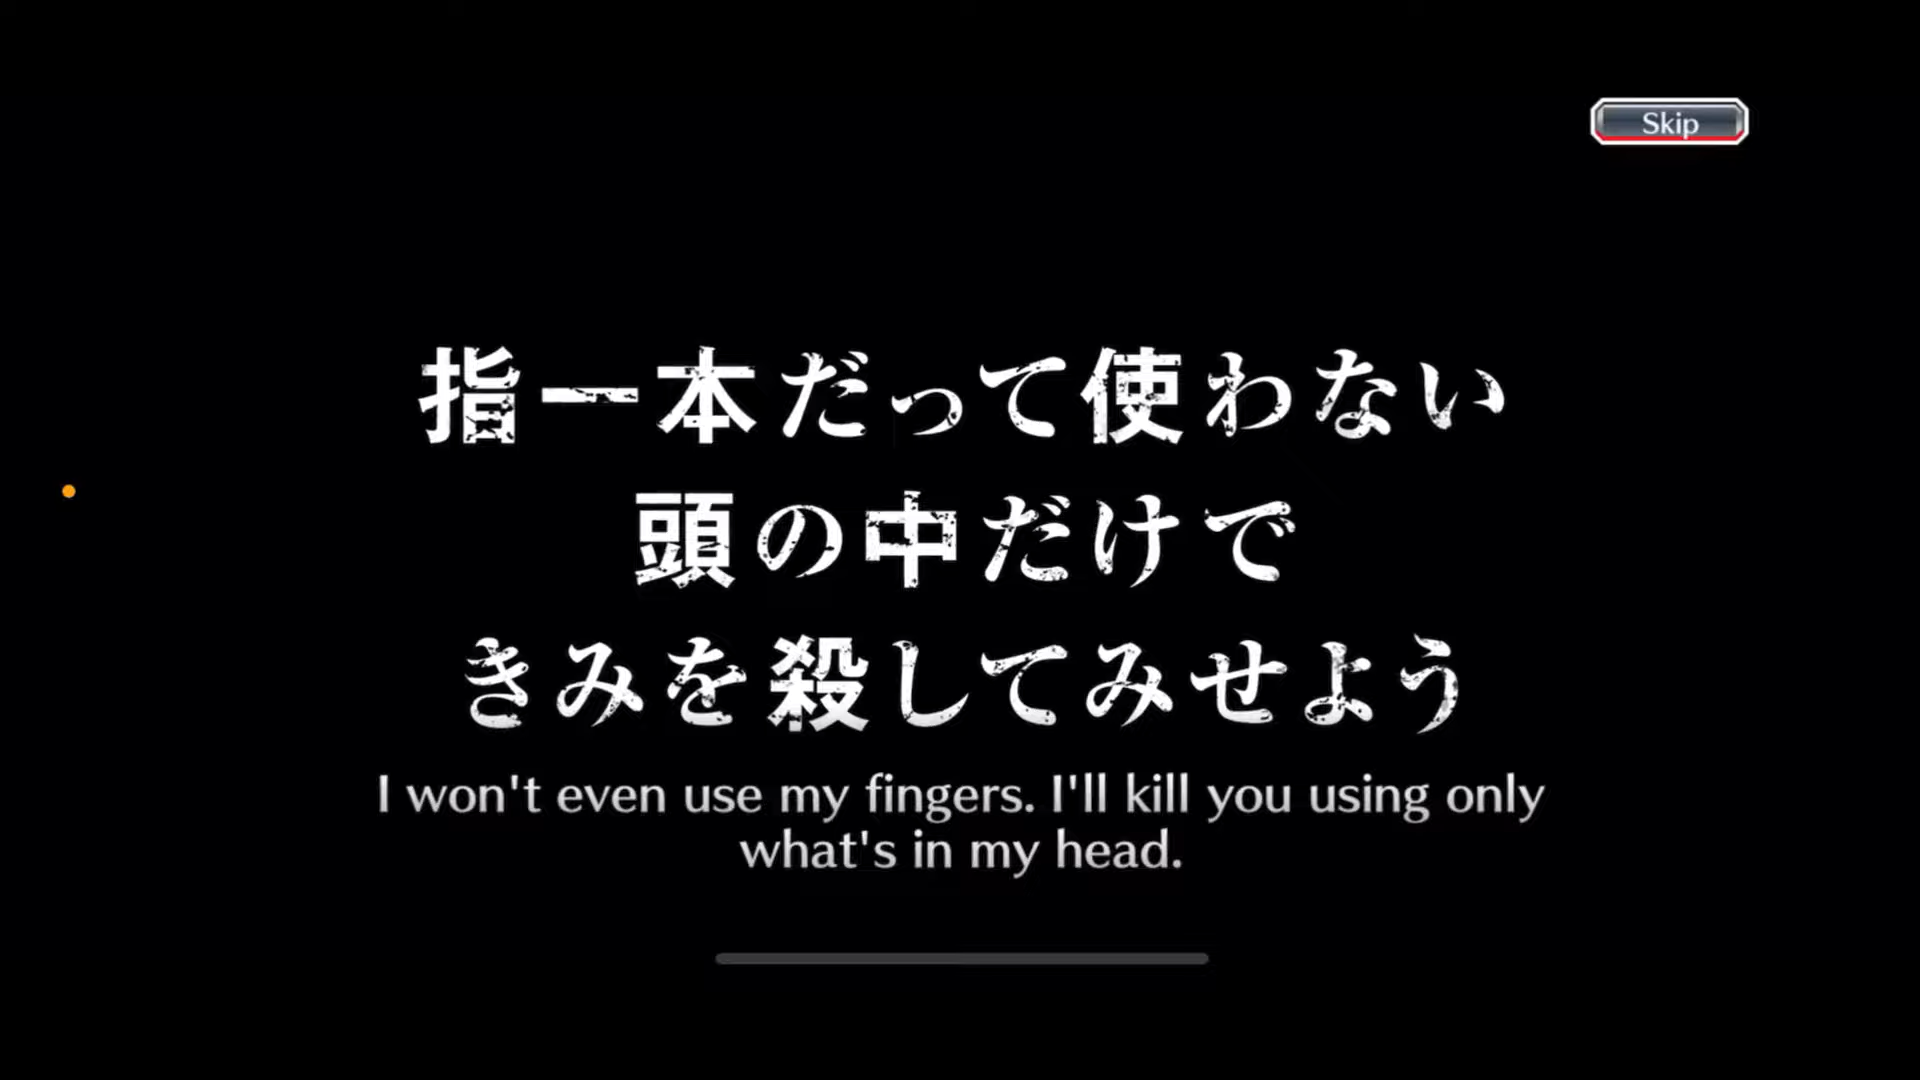 Skip
指一本だって使わない
頭の中だけで
きみを殺してみせよう
I won't even use my fingers. I'll kill you using only
what's in my head.